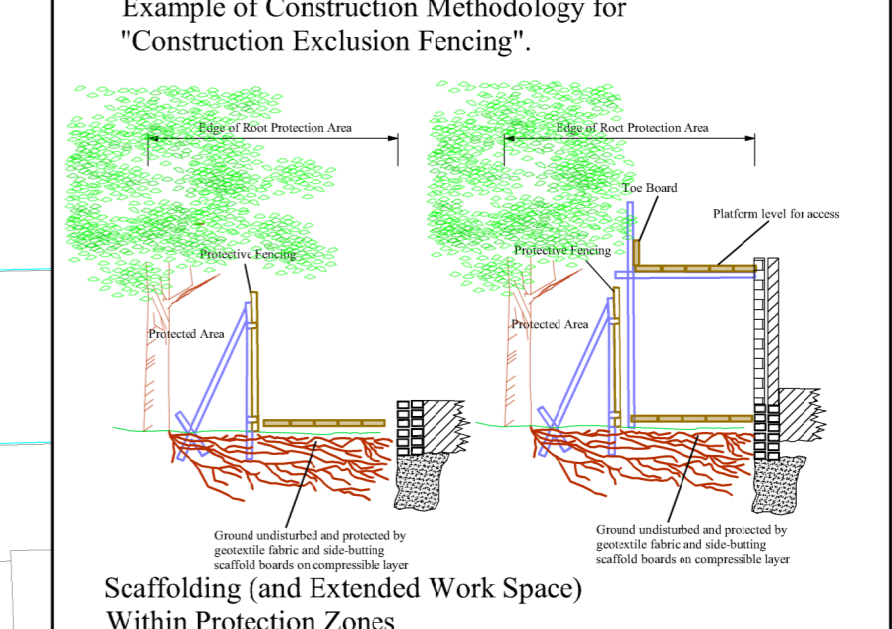 Example of Construction Methodology for
"Construction Exclusion Fencing".
Edge of Root Protection Area
Protective Fencing
Protected Area
Ground undisturbed and protected by
geotextile fabric and side-butting
scaffold boards on compressible layer
Edge of Root Protection Area
Toe Board
Platform level for access
Protective Fencing
Protected Area
Ground undisturbed and protected by
geotextile fabric and side-butting
scaffold boards on compressible layer
Scaffolding (and Extended Work Space)
Within Protection Zones